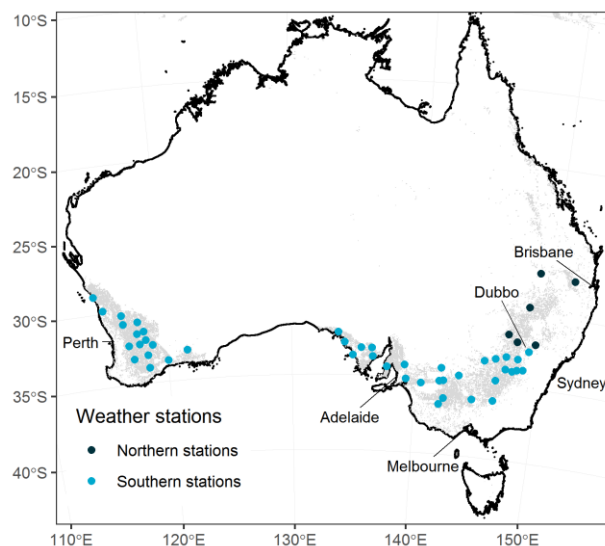 10°S
15°S
20°S
25°S
30°S
35°S
40°S
Brisbane
Dubbo
Perth
Sydney
Adelaide
Melbourne
Weather stations
Northern stations
Southern stations
110°E 120°E 130°E 140°E 150°E